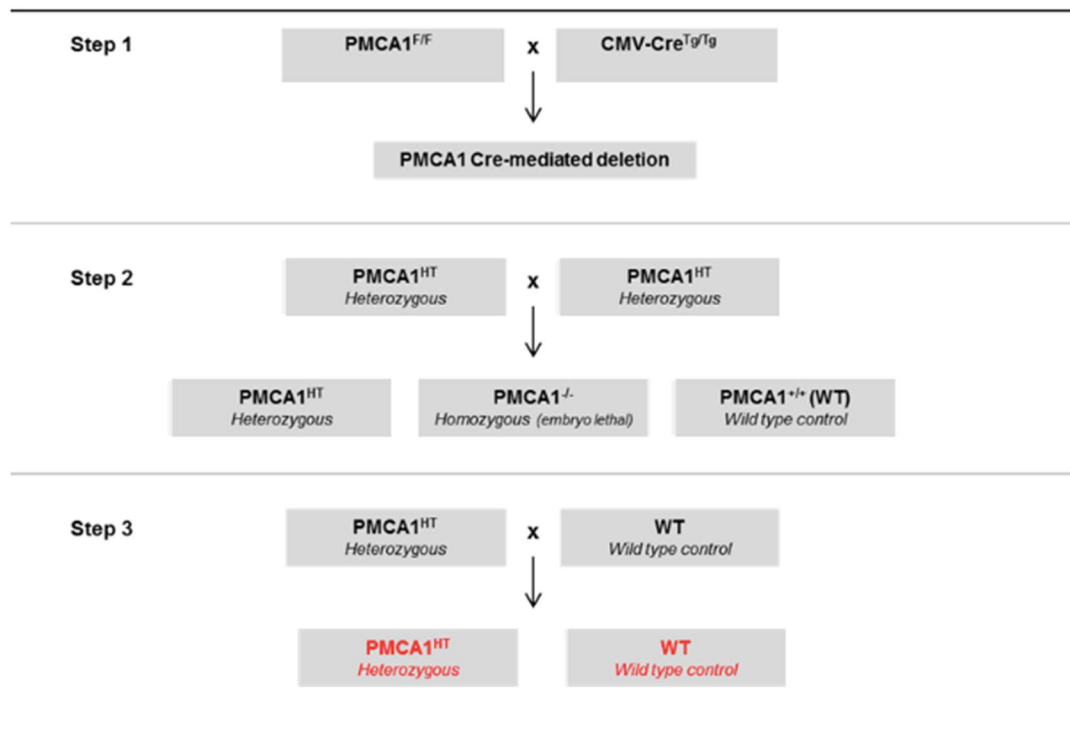 Step 1
PMCA1F/F x CMV-CreTg/Tg
PMCA1 Cre-mediated deletion
Step 2
PMCA1HT x PMCA1HT
Heterozygous Heterozygous
PMCA1HT PMCA1-/- PMCA1+/+ (WT)
Heterozygous Homozygous (embryo lethal) Wild type control
Step 3
PMCA1HT x WT
Heterozygous Wild type control
PMCA1HT WT
Heterozygous Wild type control